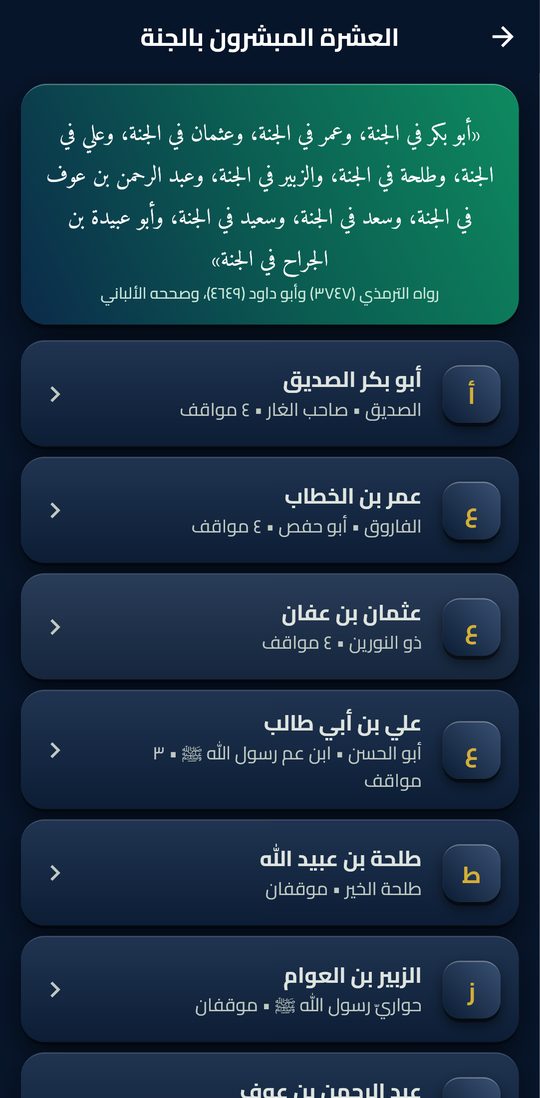 العشرة المبشرون بالجنة
«أبو بكر في الجنة، وعمر في الجنة، وعثمان في الجنة، وعلي في
الجنة، وطلحة في الجنة، والزبير في الجنة، وعبد الرحمن بن عوف
في الجنة، وسعد في الجنة، وسعيد في الجنة، وأبو عبيدة بن
الجراح في الجنة»
رواه الترمذي (٣٧٤٧) وأبو داود (٤٦٤٩)، وصححه الألباني
أ
أبو بكر الصديق
الصديق • صاحب الغار • ٤ مواقف
ع
عمر بن الخطاب
الفاروق • أبو حفص • ٤ مواقف
ع
عثمان بن عفان
ذو النورين • ٤ مواقف
ع
علي بن أبي طالب
أبو الحسن • ابن عم رسول الله ﷺ • ٣
مواقف
ط
طلحة بن عبيد الله
طلحة الخير • موقفان
ز
الزبير بن العوام
حواريّ رسول الله ﷺ • موقفان
عبد الرحمن بن عوف